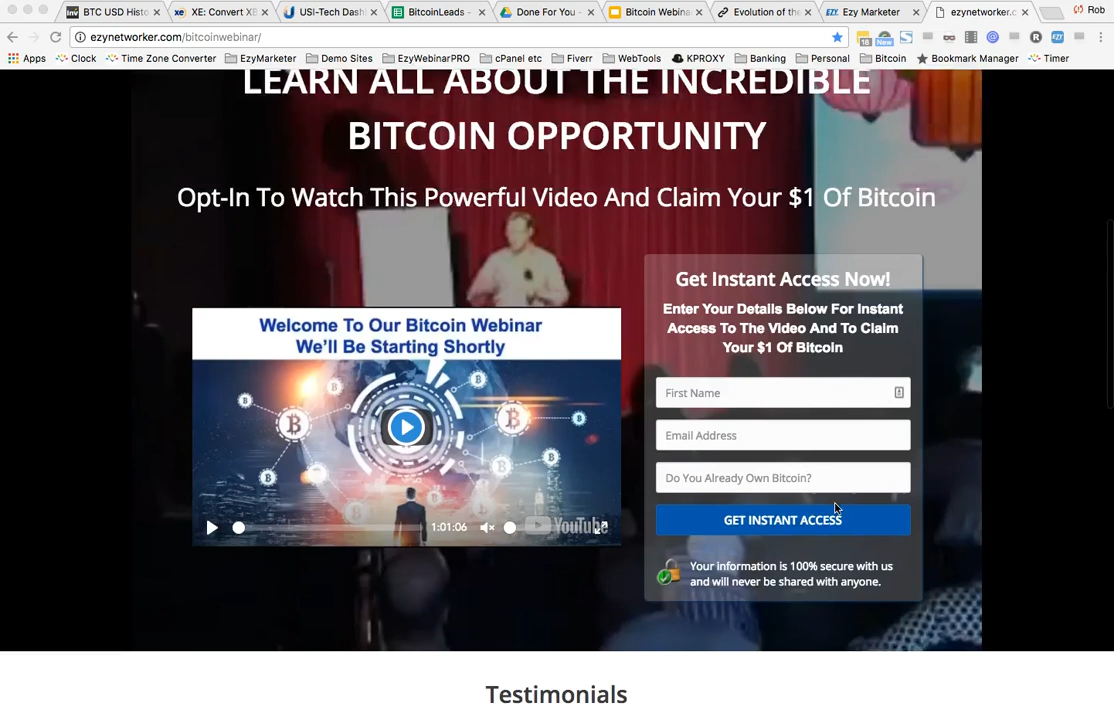 BTC USD Histo
XE: Convert XB
USI-Tech Dash
BitcoinLeads -
Done For You -
Bitcoin Webina
Evolution of the
Ezy Marketer
ezynetworker.c
Rob
ezynetworker.com/bitcoinwebinar/
18
New
Apps
Clock
Time Zone Converter
EzyMarketer
Demo Sites
EzyWebinarPRO
cPanel etc
Fiverr
WebTools
KPROXY
Banking
Personal
Bitcoin
Bookmark Manager
Timer
LEARN ALL ABOUT THE INCREDIBLE
BITCOIN OPPORTUNITY
Opt-In To Watch This Powerful Video And Claim Your $1 Of Bitcoin
Welcome To Our Bitcoin Webinar
We'll Be Starting Shortly
1:01:06
YouTube
Get Instant Access Now!
Enter Your Details Below For Instant
Access To The Video And To Claim
Your $1 Of Bitcoin
First Name
Email Address
Do You Already Own Bitcoin?
GET INSTANT ACCESS
Your information is 100% secure with us
and will never be shared with anyone.
Testimonials